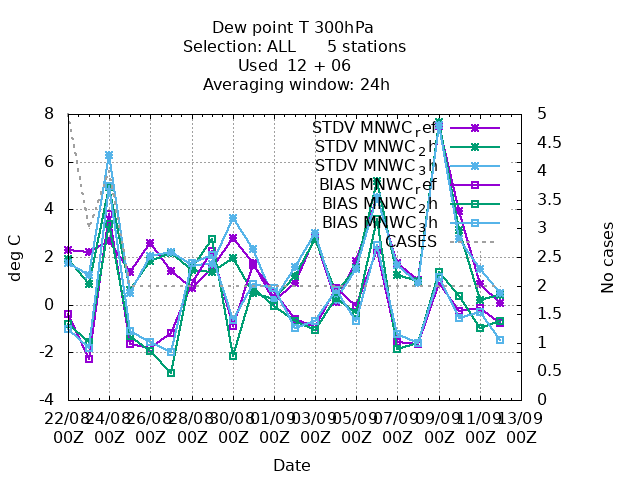 Dew point T 300hPa
Selection: ALL 5 stations
Used 12 + 06
Averaging window: 24h
STDV MNWC_ref
STDV MNWC_2h
STDV MNWC_3h
BIAS MNWC_ref
BIAS MNWC_2h
BIAS MNWC_3h
CASES
8
6
4
2
0
-2
-4
deg C
5
4.5
4
3.5
3
2.5
2
1.5
1
0.5
0
No cases
22/08 24/08 26/08 28/08 30/08 01/09 03/09 05/09 07/09 09/09 11/09 13/09
00Z 00Z 00Z 00Z 00Z 00Z 00Z 00Z 00Z 00Z 00Z 00Z
Date